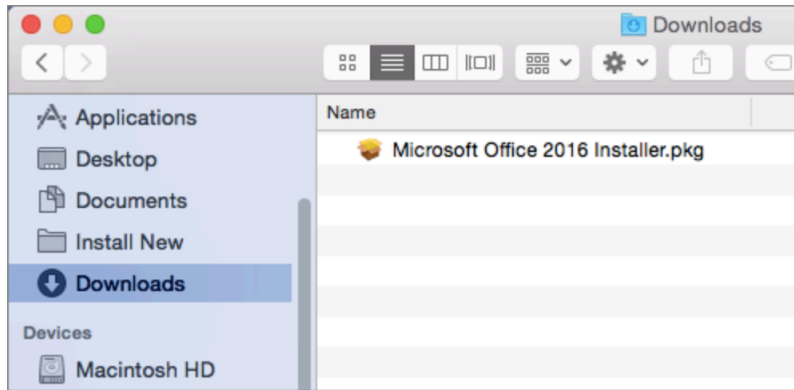 Downloads
Applications
Desktop
Documents
Install New
Downloads
Devices
Macintosh HD
Name
Microsoft Office 2016 Installer.pkg